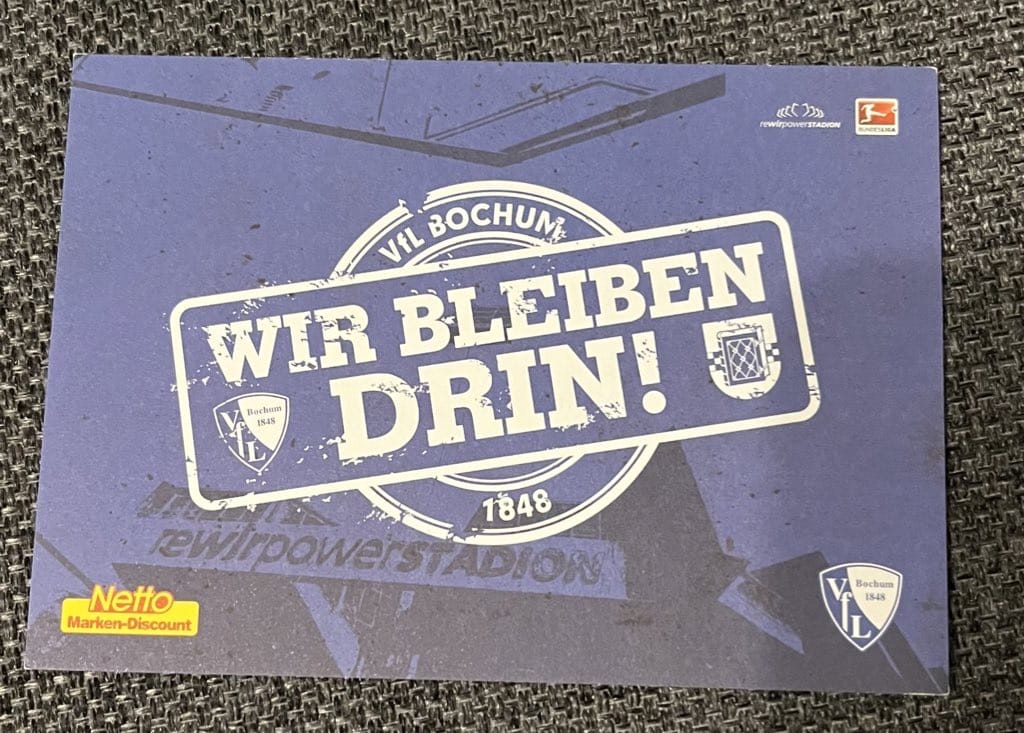 rewirpowerSTADION
BUNDESLIGA
VfL BOCHUM
WIR BLEIBEN
DRIN!
VfL
Bochum
1848
1848
rewirpowerSTADION
Netto
Marken-Discount
VfL
Bochum
1848